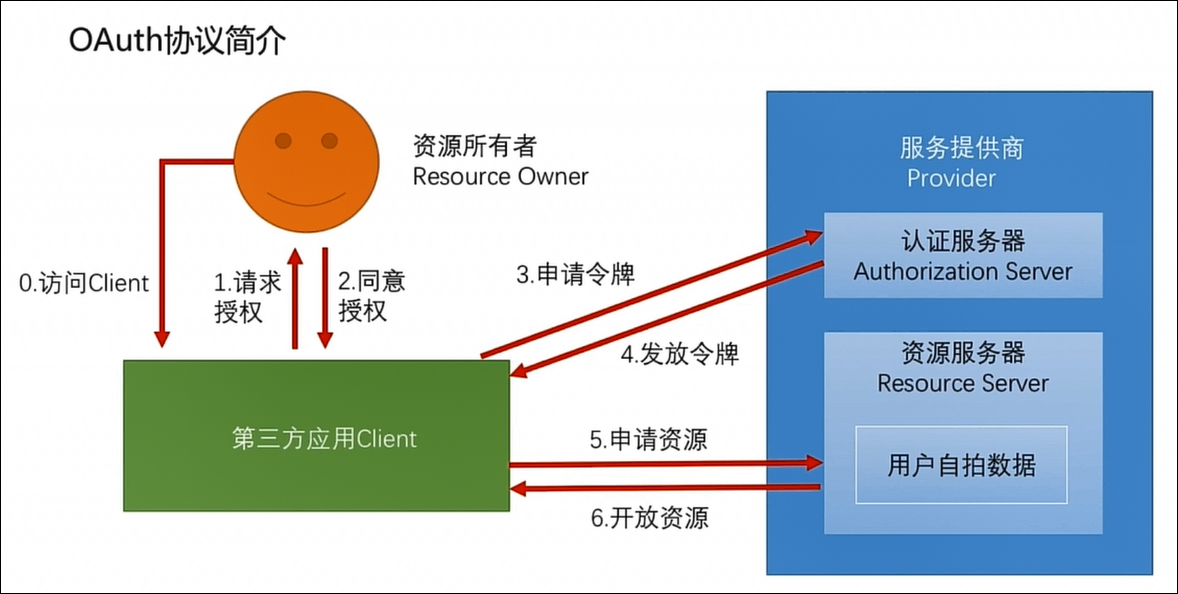 OAuth协议简介
资源所有者
Resource Owner
服务提供商
Provider
认证服务器
Authorization Server
0.访问Client
1.请求
授权
2.同意
授权
3.申请令牌
4.发放令牌
资源服务器
Resource Server
第三方应用Client
5.申请资源
用户自拍数据
6.开放资源